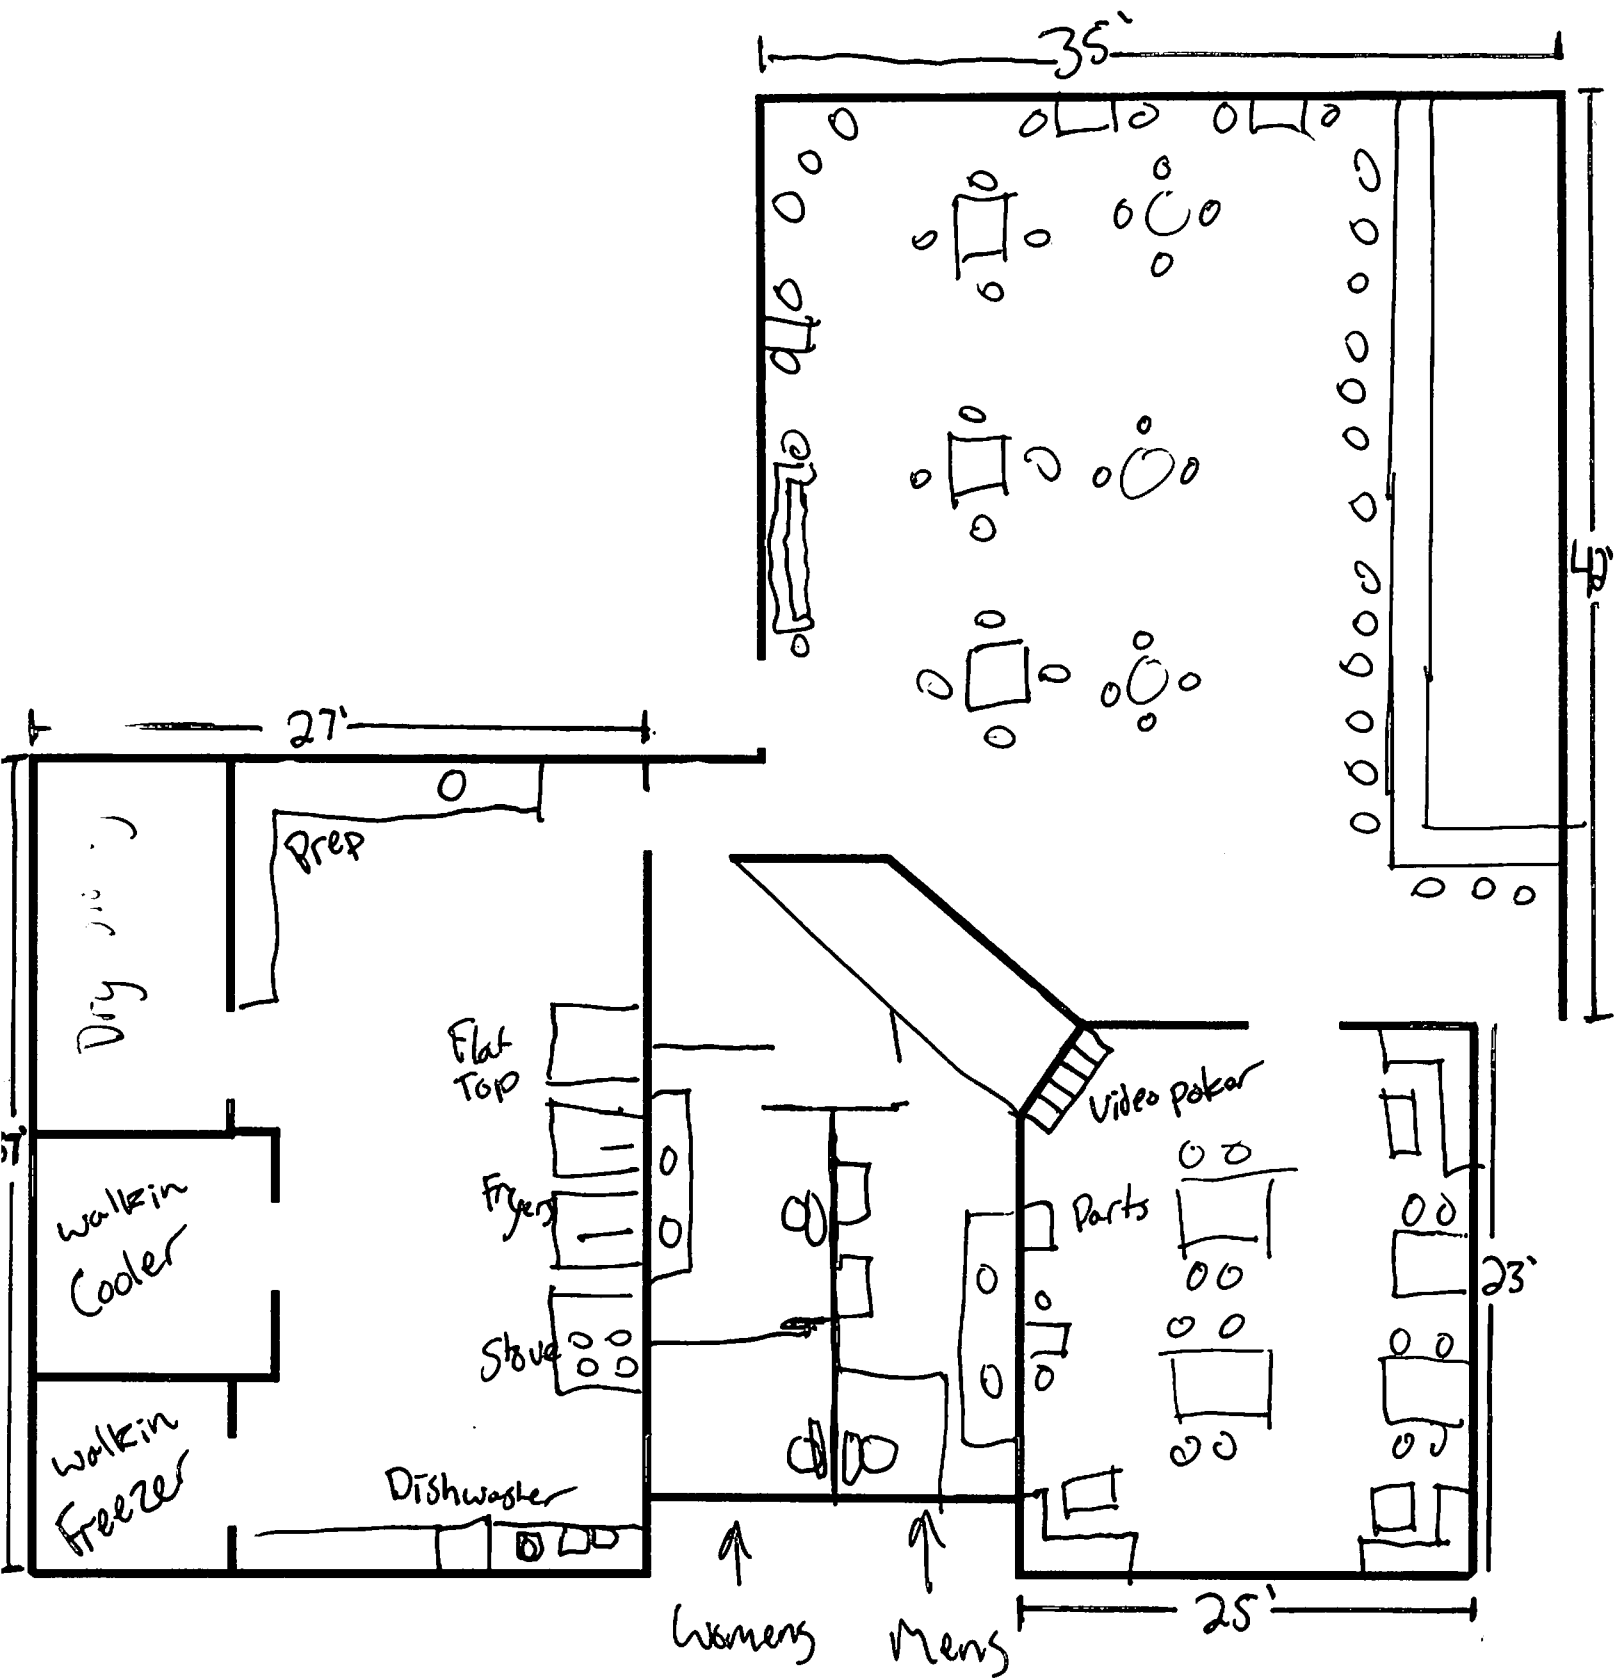 35'
27'
Prep
Dry
Flat
Top
Video poker
Darts
Walkin
Cooler
Fryers
23'
Stove
Walkin
Freezer
Dishwasher
25'
Womens
Mens